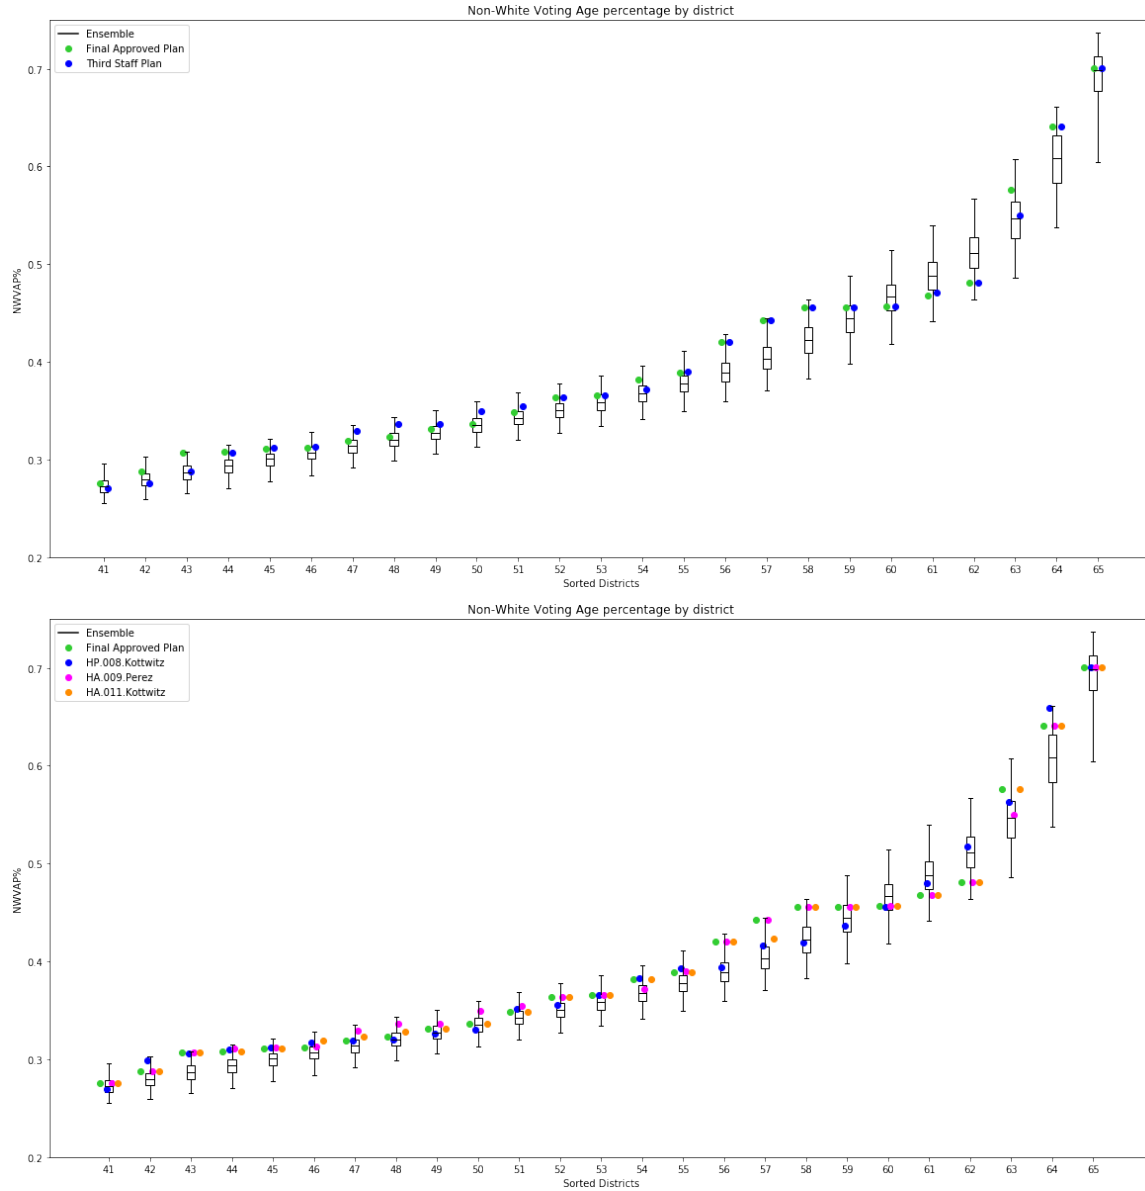 Non-White Voting Age percentage by district
Ensemble
Final Approved Plan
Third Staff Plan
NWVAP%
0.7
0.6
0.5
0.4
0.3
0.2
41 42 43 44 45 46 47 48 49 50 51 52 53 54 55 56 57 58 59 60 61 62 63 64 65
Sorted Districts
Non-White Voting Age percentage by district
Ensemble
Final Approved Plan
HP.008.Kottwitz
HA.009.Perez
HA.011.Kottwitz
NWVAP%
0.7
0.6
0.5
0.4
0.3
0.2
41 42 43 44 45 46 47 48 49 50 51 52 53 54 55 56 57 58 59 60 61 62 63 64 65
Sorted Districts